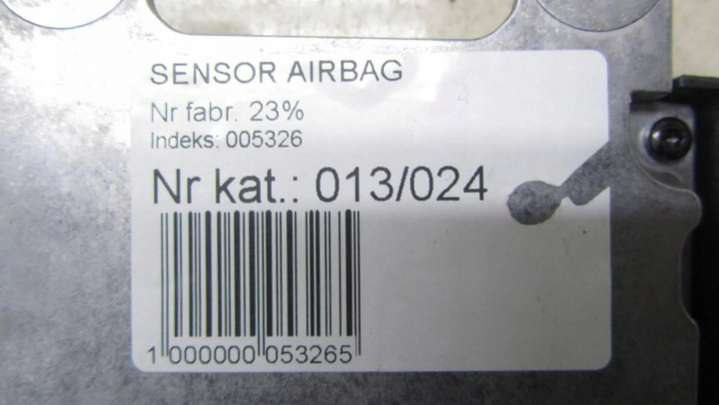 SENSOR AIRBAG
Nr fabr. 23%
Indeks: 005326
Nr kat.: 013/024
1 000000 053265